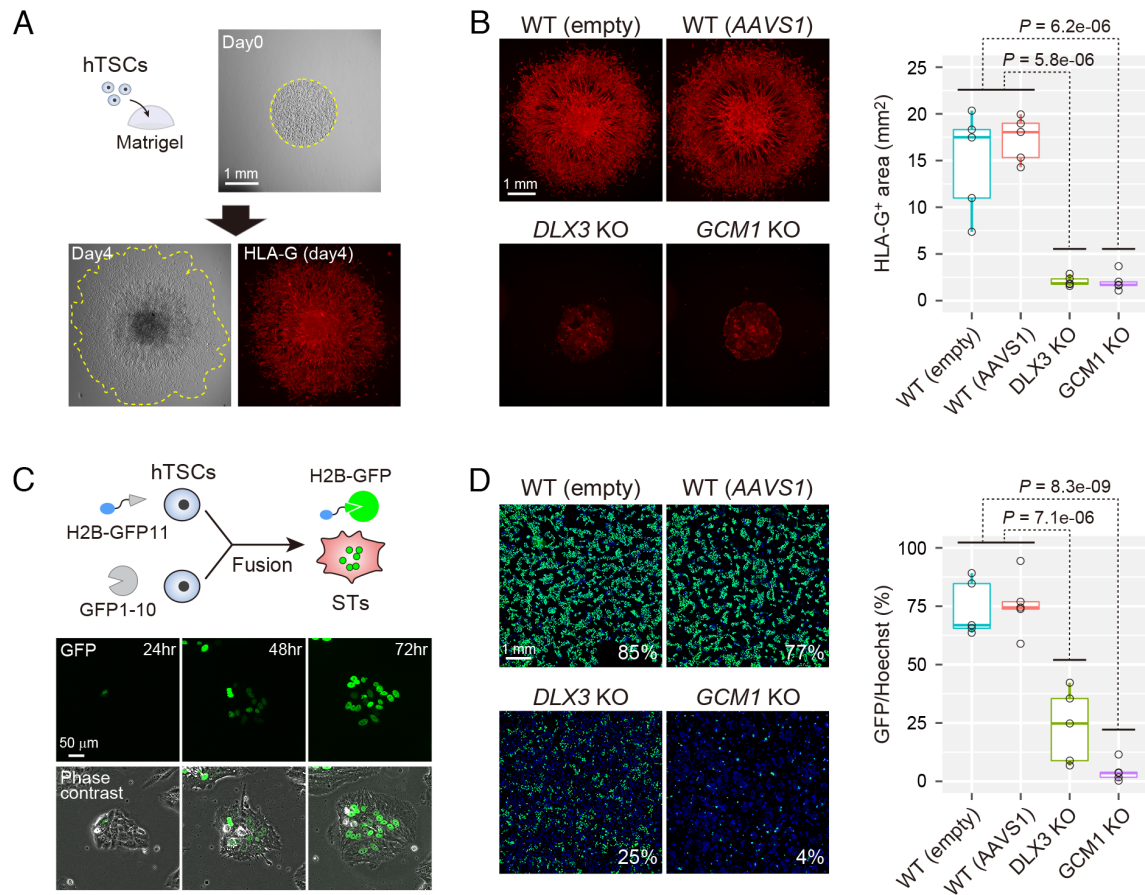 A
hTSCs
Matrigel
Day0
1 mm
Day4
HLA-G (day4)
B
WT (empty)
WT (AAVS1)
1 mm
DLX3 KO
GCM1 KO
P = 6.2e-06
P = 5.8e-06
HLA-G⁺ area (mm²)
25
20
15
10
5
0
WT (empty)
WT (AAVS1)
DLX3 KO
GCM1 KO
C
hTSCs
H2B-GFP11
GFP1-10
Fusion
H2B-GFP
STs
GFP
24hr
48hr
72hr
50 μm
Phase
contrast
D
WT (empty)
WT (AAVS1)
1 mm
85%
77%
DLX3 KO
GCM1 KO
25%
4%
P = 8.3e-09
P = 7.1e-06
GFP/Hoechst (%)
100
75
50
25
0
WT (empty)
WT (AAVS1)
DLX3 KO
GCM1 KO